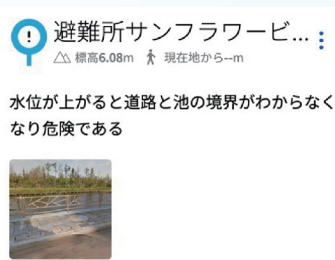 避難所サンフラワービ...
標高6.08m 現在地から--m
水位が上がると道路と池の境界がわからなく
なり危険である